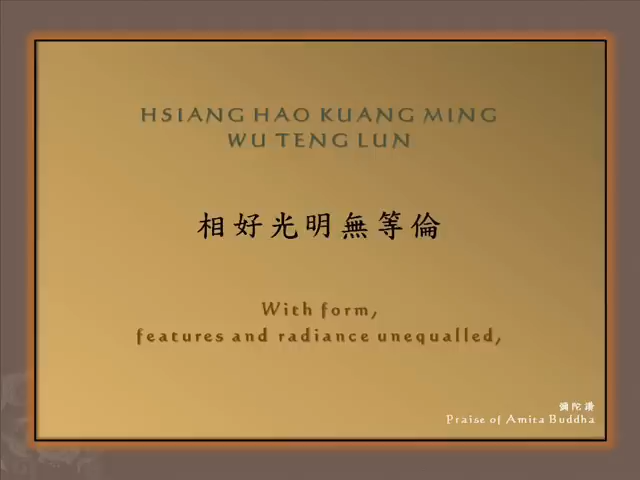 HSIANG HAO KUANG MING
WU TENG LUN
相好光明無等倫
With form,
features and radiance unequalled,
彌陀讚
Praise of Amita Buddha